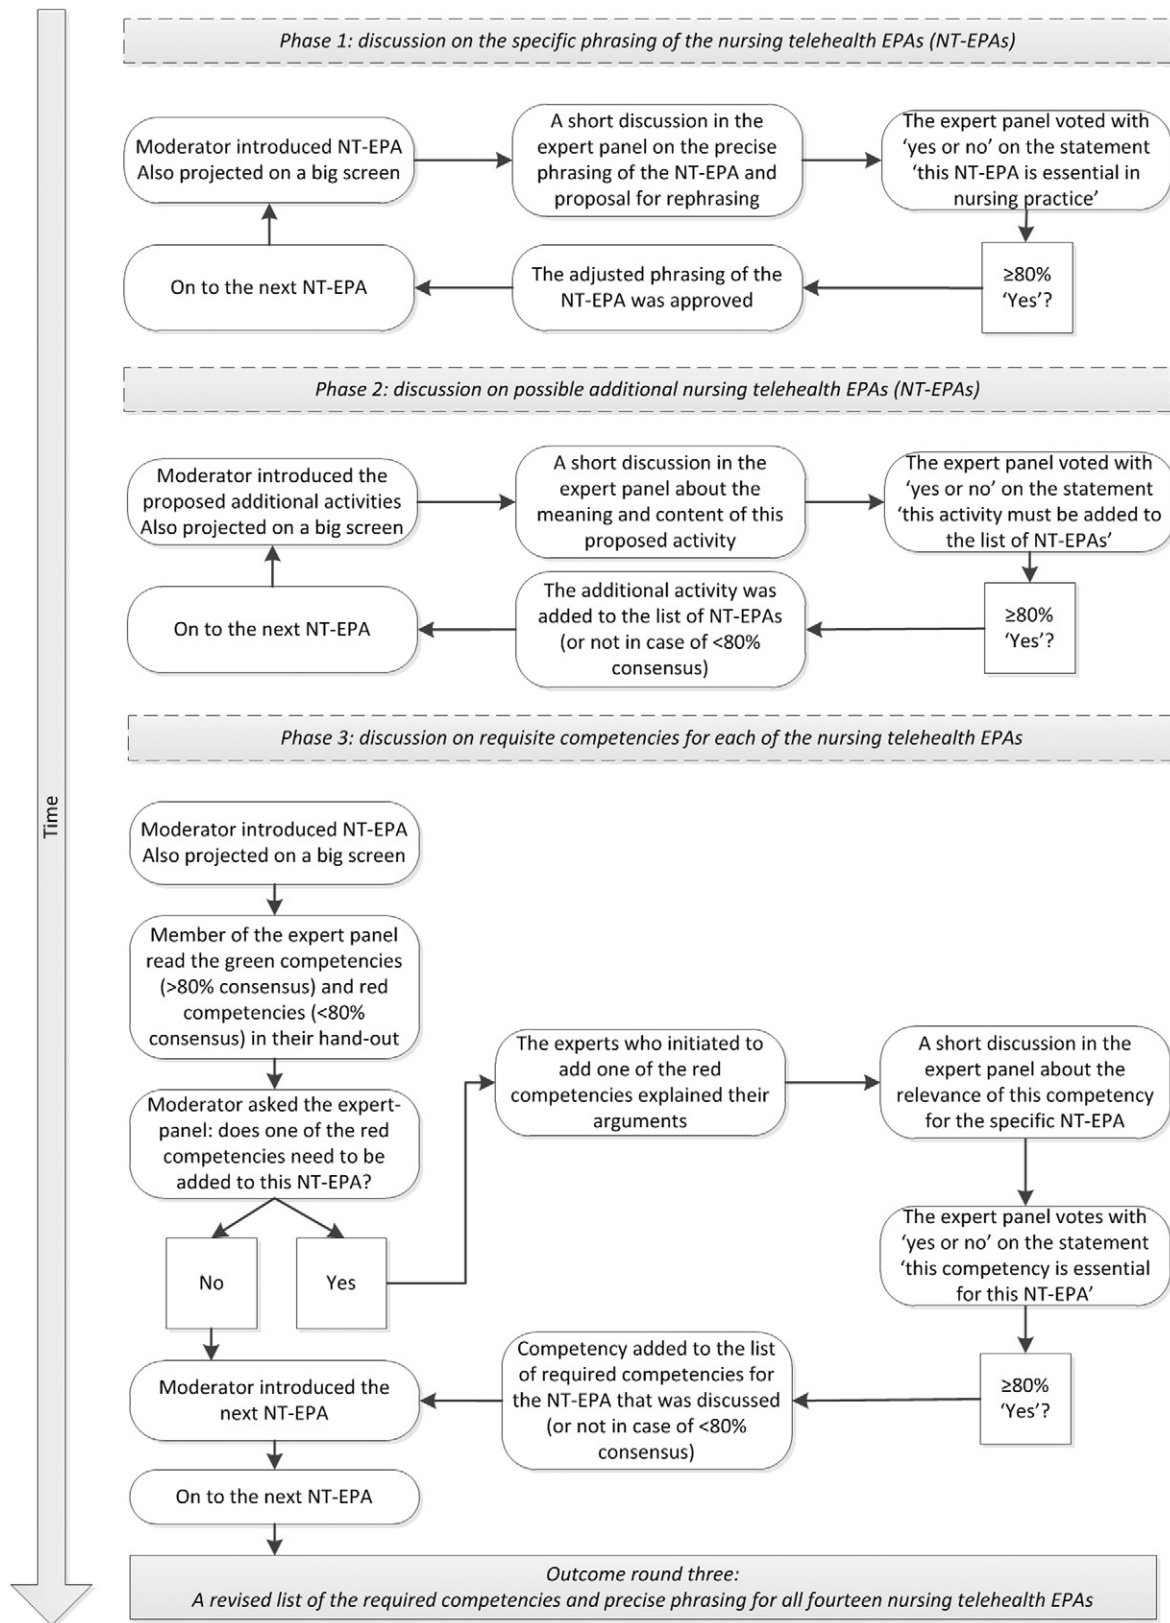 Time
Phase 1: discussion on the specific phrasing of the nursing telehealth EPAs (NT-EPAs)
Moderator introduced NT-EPA
Also projected on a big screen
A short discussion in the
expert panel on the precise
phrasing of the NT-EPA and
proposal for rephrasing
The expert panel voted with
‘yes or no’ on the statement
‘this NT-EPA is essential in
nursing practice’
≥80%
‘Yes’?
The adjusted phrasing of the
NT-EPA was approved
On to the next NT-EPA
Phase 2: discussion on possible additional nursing telehealth EPAs (NT-EPAs)
Moderator introduced the
proposed additional activities
Also projected on a big screen
A short discussion in the
expert panel about the
meaning and content of this
proposed activity
The expert panel voted with
‘yes or no’ on the statement
‘this activity must be added to
the list of NT-EPAs’
≥80%
‘Yes’?
The additional activity was
added to the list of NT-EPAs
(or not in case of <80%
consensus)
On to the next NT-EPA
Phase 3: discussion on requisite competencies for each of the nursing telehealth EPAs
Moderator introduced NT-EPA
Also projected on a big screen
Member of the expert panel
read the green competencies
(>80% consensus) and red
competencies (<80%
consensus) in their hand-out
Moderator asked the expert-
panel: does one of the red
competencies need to be
added to this NT-EPA?
No
Yes
The experts who initiated to
add one of the red
competencies explained their
arguments
A short discussion in the
expert panel about the
relevance of this competency
for the specific NT-EPA
The expert panel votes with
‘yes or no’ on the statement
‘this competency is essential
for this NT-EPA’
≥80%
‘Yes’?
Competency added to the list
of required competencies for
the NT-EPA that was discussed
(or not in case of <80%
consensus)
Moderator introduced the
next NT-EPA
On to the next NT-EPA
Outcome round three:
A revised list of the required competencies and precise phrasing for all fourteen nursing telehealth EPAs